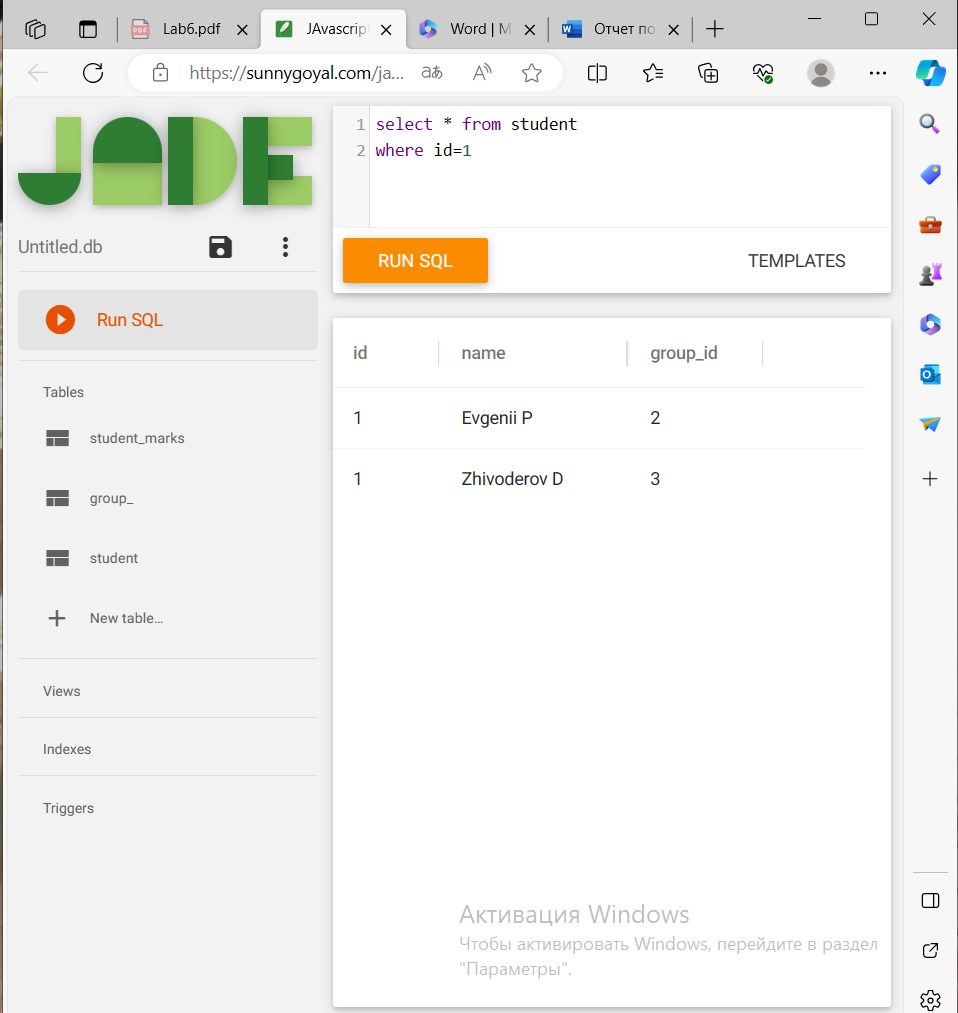 Lab6.pdf
JAvascrip
Word | M
Отчет по
https://sunnygoyal.com/ja...
JADE
Untitled.db
Run SQL
Tables
student_marks
group_
student
New table...
Views
Indexes
Triggers
1 select * from student
2 where id=1
RUN SQL
TEMPLATES
id name group_id
1 Evgenii P 2
1 Zhivoderov D 3
Активация Windows
Чтобы активировать Windows, перейдите в раздел
"Параметры".